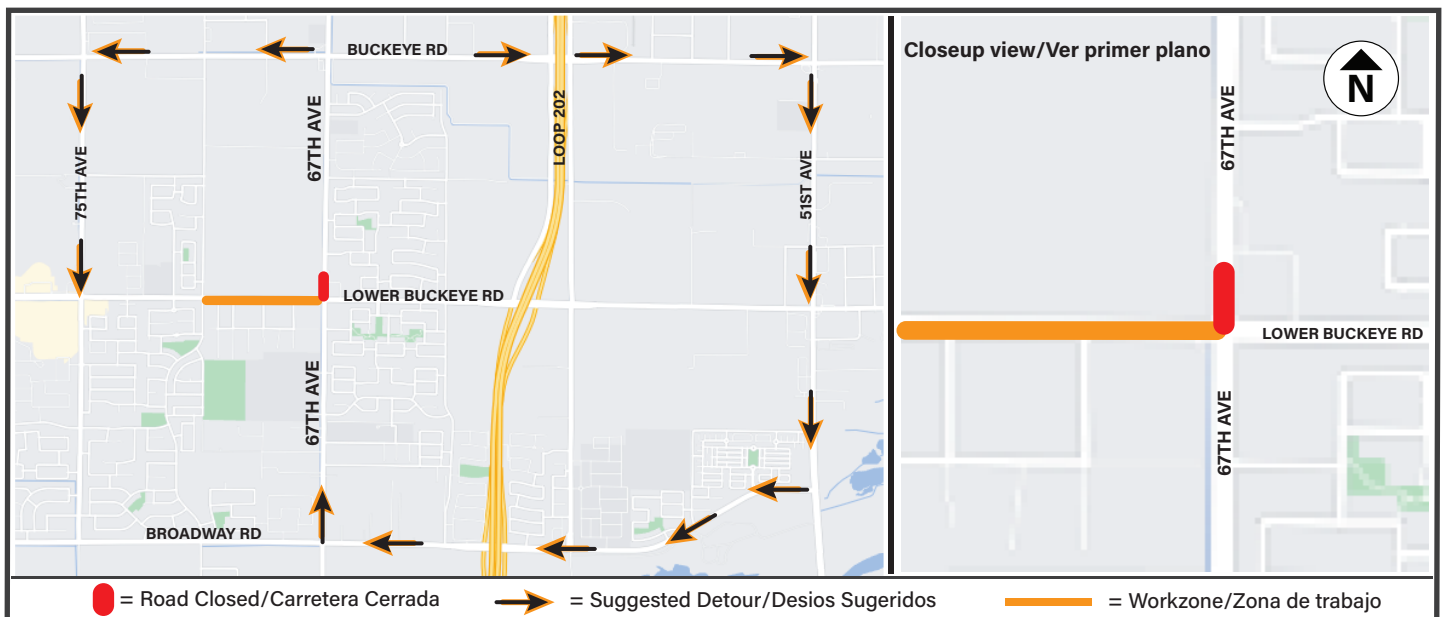 BUCKEYE RD
67TH AVE
LOOP 202
75TH AVE
51ST AVE
LOWER BUCKEYE RD
67TH AVE
BROADWAY RD
Closeup view/Ver primer plano
N
67TH AVE
LOWER BUCKEYE RD
67TH AVE
= Road Closed/Carretera Cerrada
= Suggested Detour/Desios Sugeridos
= Workzone/Zona de trabajo